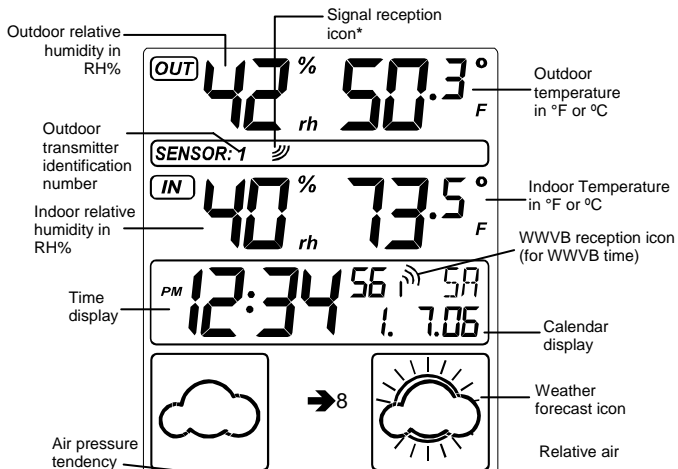 Outdoor relative
humidity in
RH%
Signal reception
icon*
OUT 42 % rh 50.3 ° F
Outdoor
temperature
in °F or ºC
Outdoor
transmitter
identification
number
SENSOR: 1
IN 40 % rh 73.5 ° F
Indoor Temperature
in °F or ºC
Indoor relative
humidity in
RH%
WWVB reception icon
(for WWVB time)
PM 12:34 56 SA
1. 7.06
Time
display
Calendar
display
8
Weather
forecast icon
Air pressure
tendency
Relative air